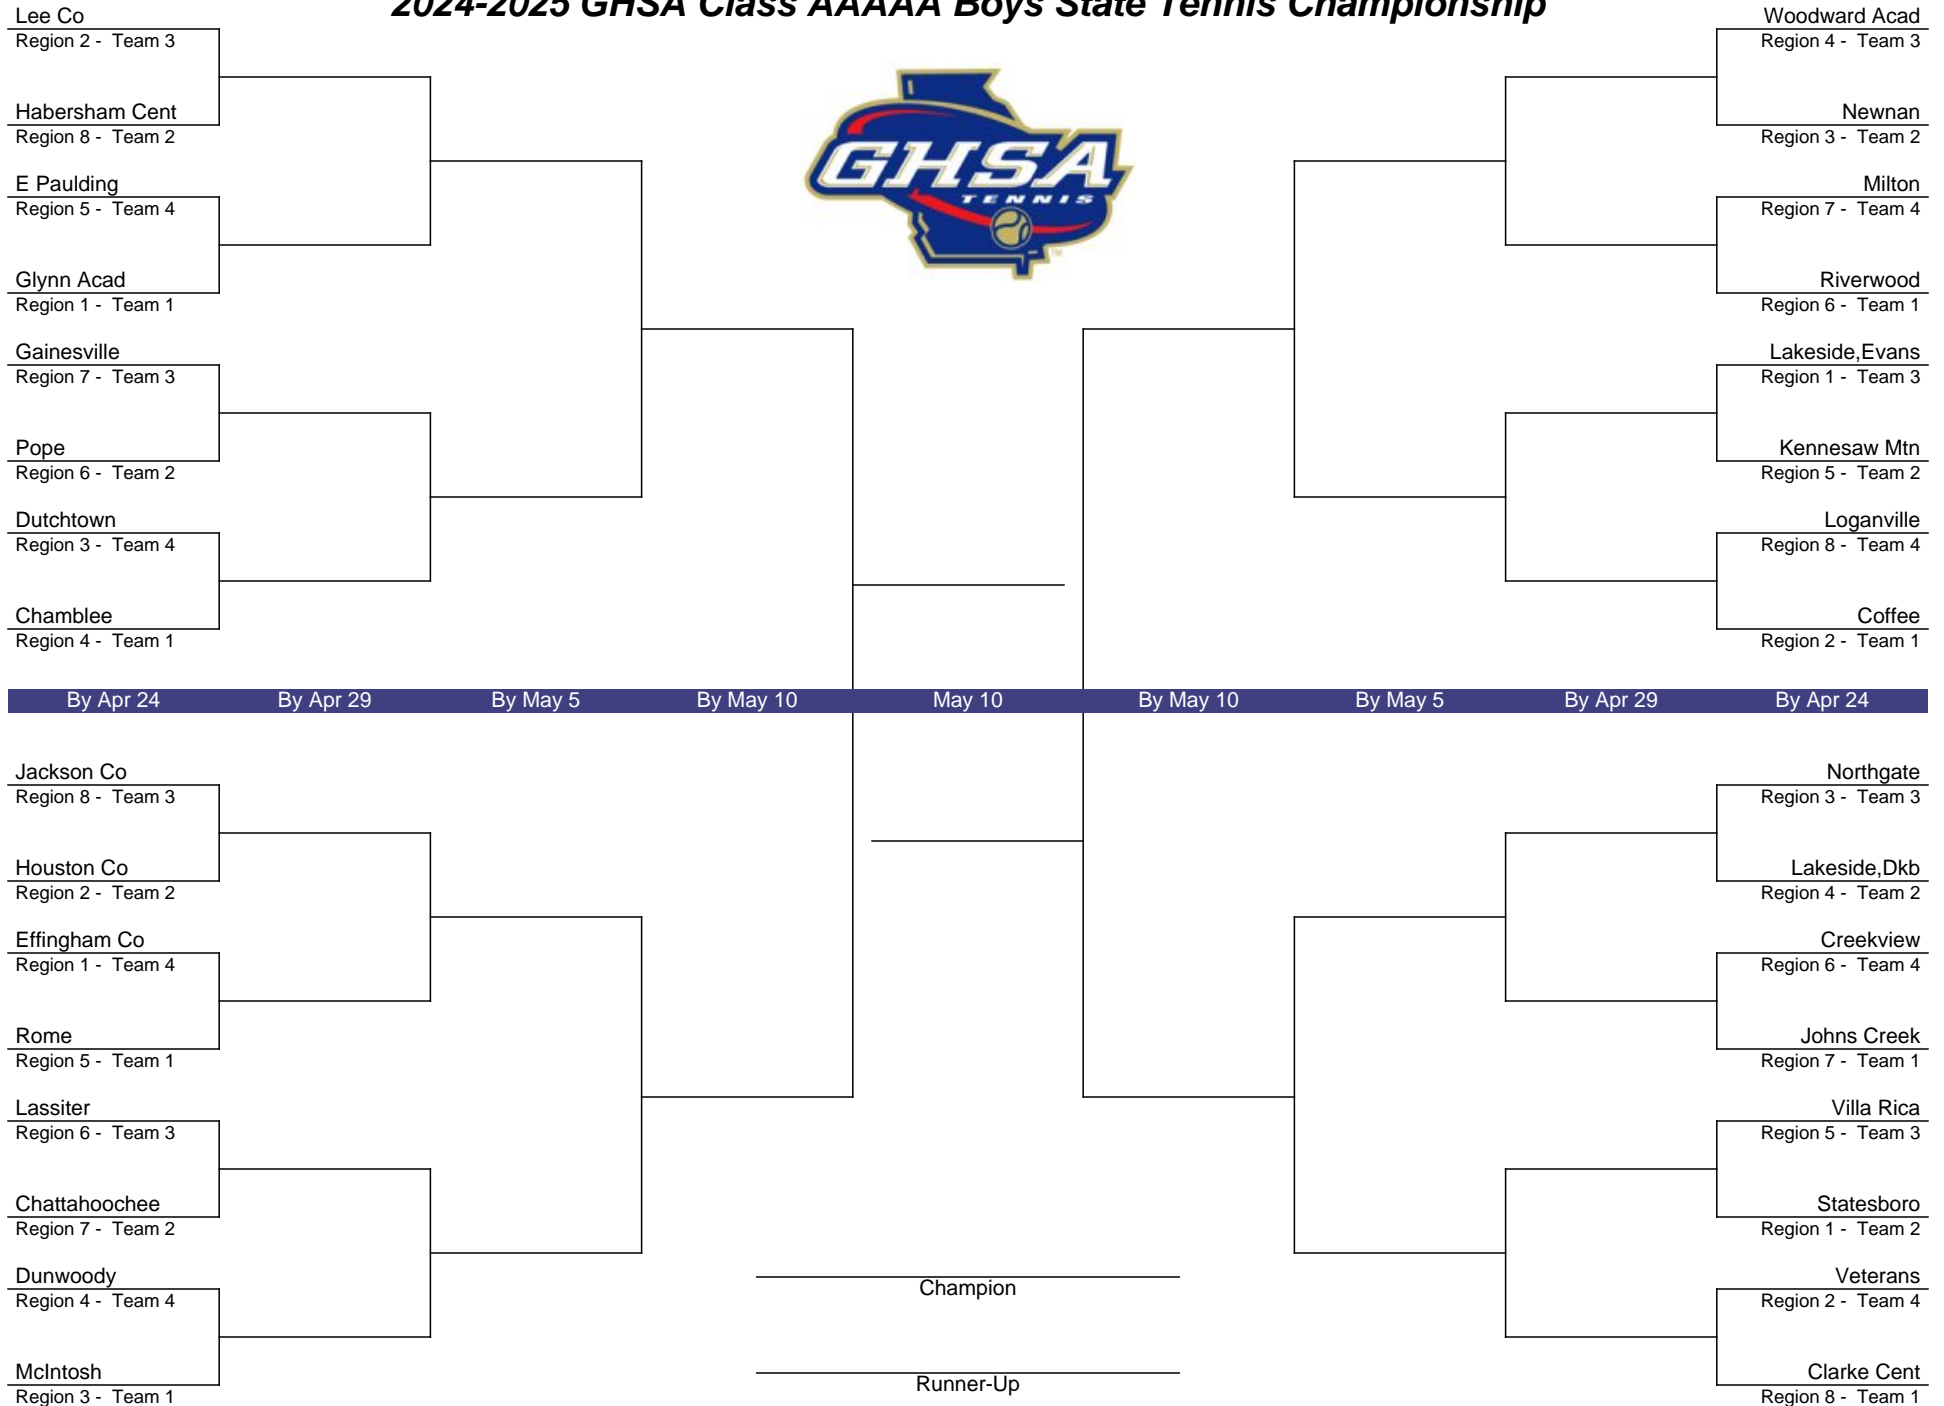 2024-2025 GHSA Class AAAAA Boys State Tennis Championship
Lee Co
Region 2 - Team 3
Habersham Cent
Region 8 - Team 2
E Paulding
Region 5 - Team 4
Glynn Acad
Region 1 - Team 1
Gainesville
Region 7 - Team 3
Pope
Region 6 - Team 2
Dutchtown
Region 3 - Team 4
Chamblee
Region 4 - Team 1
GHSA
TENNIS
TM
Woodward Acad
Region 4 - Team 3
Newnan
Region 3 - Team 2
Milton
Region 7 - Team 4
Riverwood
Region 6 - Team 1
Lakeside,Evans
Region 1 - Team 3
Kennesaw Mtn
Region 5 - Team 2
Loganville
Region 8 - Team 4
Coffee
Region 2 - Team 1
By Apr 24 By Apr 29 By May 5 By May 10 May 10 By May 10 By May 5 By Apr 29 By Apr 24
Jackson Co
Region 8 - Team 3
Houston Co
Region 2 - Team 2
Effingham Co
Region 1 - Team 4
Rome
Region 5 - Team 1
Lassiter
Region 6 - Team 3
Chattahoochee
Region 7 - Team 2
Dunwoody
Region 4 - Team 4
McIntosh
Region 3 - Team 1
Champion
Runner-Up
Northgate
Region 3 - Team 3
Lakeside,Dkb
Region 4 - Team 2
Creekview
Region 6 - Team 4
Johns Creek
Region 7 - Team 1
Villa Rica
Region 5 - Team 3
Statesboro
Region 1 - Team 2
Veterans
Region 2 - Team 4
Clarke Cent
Region 8 - Team 1